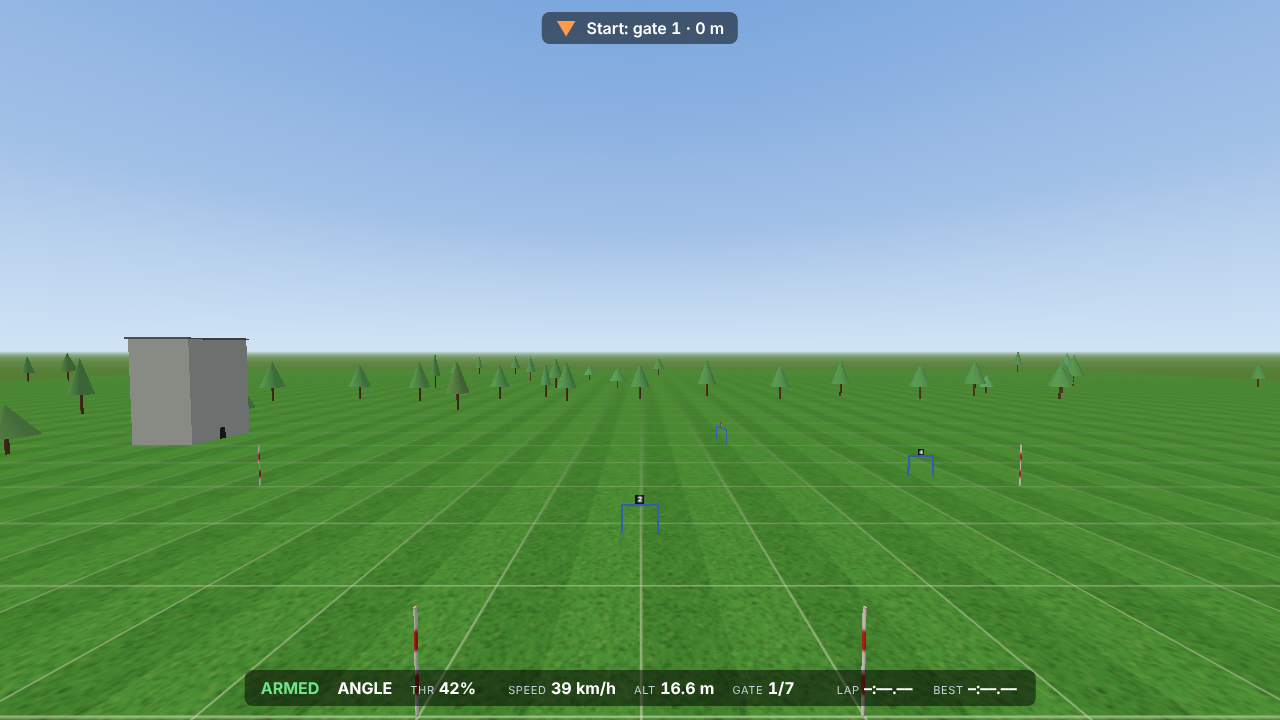 Start: gate 1 · 0 m
2
ARMED ANGLE THR 42% SPEED 39 km/h ALT 16.6 m GATE 1/7 LAP –:––.–– BEST –:––.––